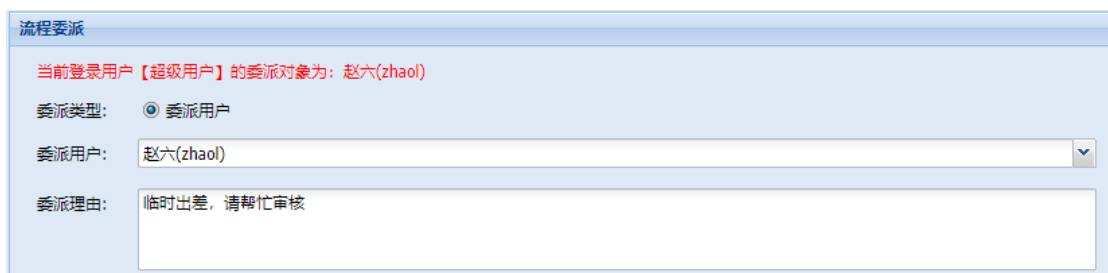 流程委派
当前登录用户【超级用户】的委派对象为：赵六(zhaol)
委派类型: 委派用户
委派用户: 赵六(zhaol)
委派理由: 临时出差，请帮忙审核